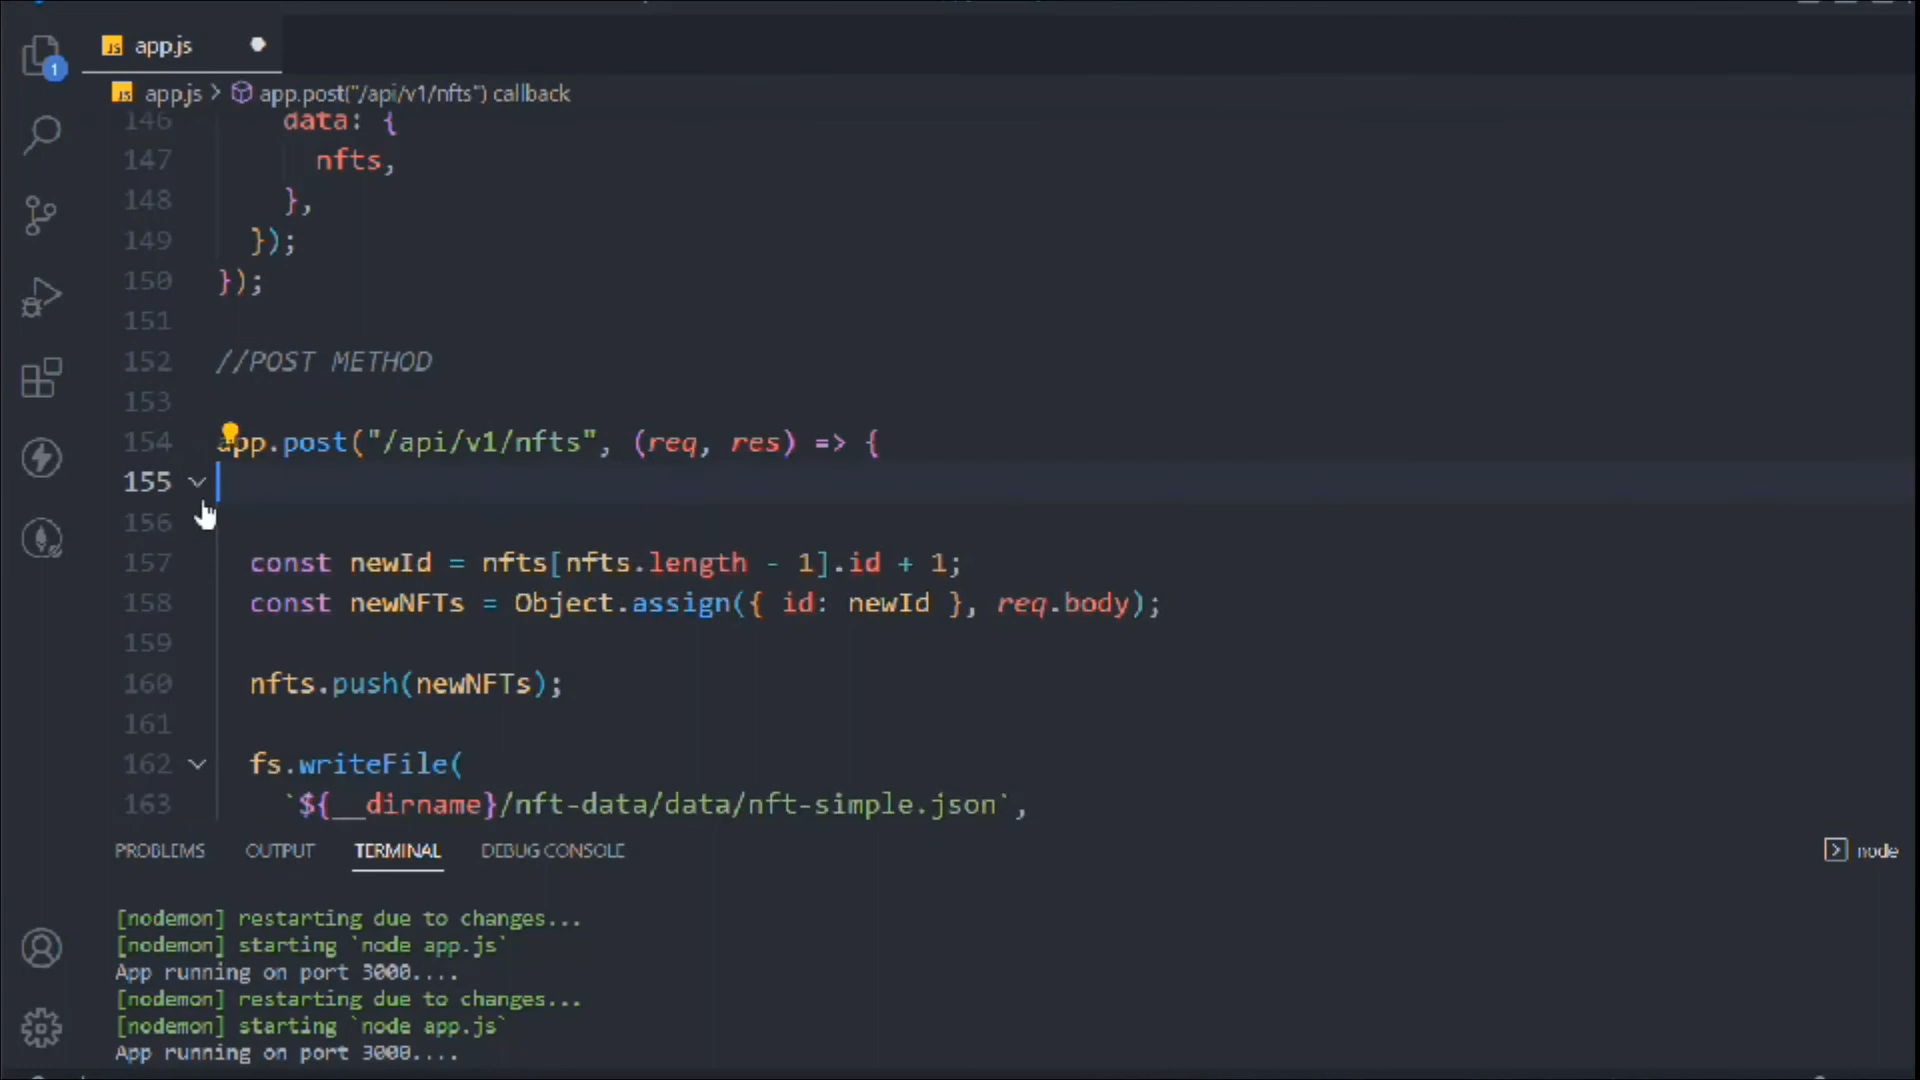 JS app.js
1
JS app.js > app.post("/api/v1/nfts") callback
146 data: {
147 nfts,
148 },
149 });
150 });
151
152 //POST METHOD
153
154 app.post("/api/v1/nfts", (req, res) => {
155
156
157 const newId = nfts[nfts.length - 1].id + 1;
158 const newNFTs = Object.assign({ id: newId }, req.body);
159
160 nfts.push(newNFTs);
161
162 fs.writeFile(
163 `${__dirname}/nft-data/data/nft-simple.json`,
PROBLEMS OUTPUT TERMINAL DEBUG CONSOLE node
[nodemon] restarting due to changes...
[nodemon] starting `node app.js`
App running on port 3000....
[nodemon] restarting due to changes...
[nodemon] starting `node app.js`
App running on port 3000....